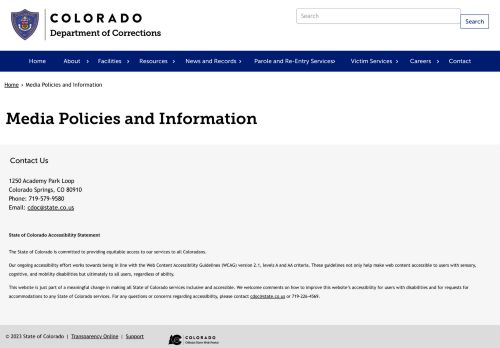 COLORADO
Department of Corrections
Search
Search
Home About Facilities Resources News and Records Parole and Re-Entry Services Victim Services Careers Contact
Home › Media Policies and Information
Media Policies and Information
Contact Us
1250 Academy Park Loop
Colorado Springs, CO 80910
Phone: 719-579-9580
Email: cdoc@state.co.us
State of Colorado Accessibility Statement
The State of Colorado is committed to providing equitable access to our services to all Coloradans.
Our ongoing accessibility effort works towards being in line with the Web Content Accessibility Guidelines (WCAG) version 2.1, levels A and AA criteria. These guidelines not only help make web content accessible to users with sensory,
cognitive, and mobility disabilities but ultimately to all users, regardless of ability.
This website is just part of a meaningful change in making all State of Colorado services inclusive and accessible. We welcome comments on how to improve this website's accessibility for users with disabilities and for requests for
accommodations to any State of Colorado services. For any questions or concerns regarding accessibility, please contact cdoc@state.co.us or 719-226-4569.
© 2023 State of Colorado | Transparency Online | Support
COLORADO
Official State Web Portal